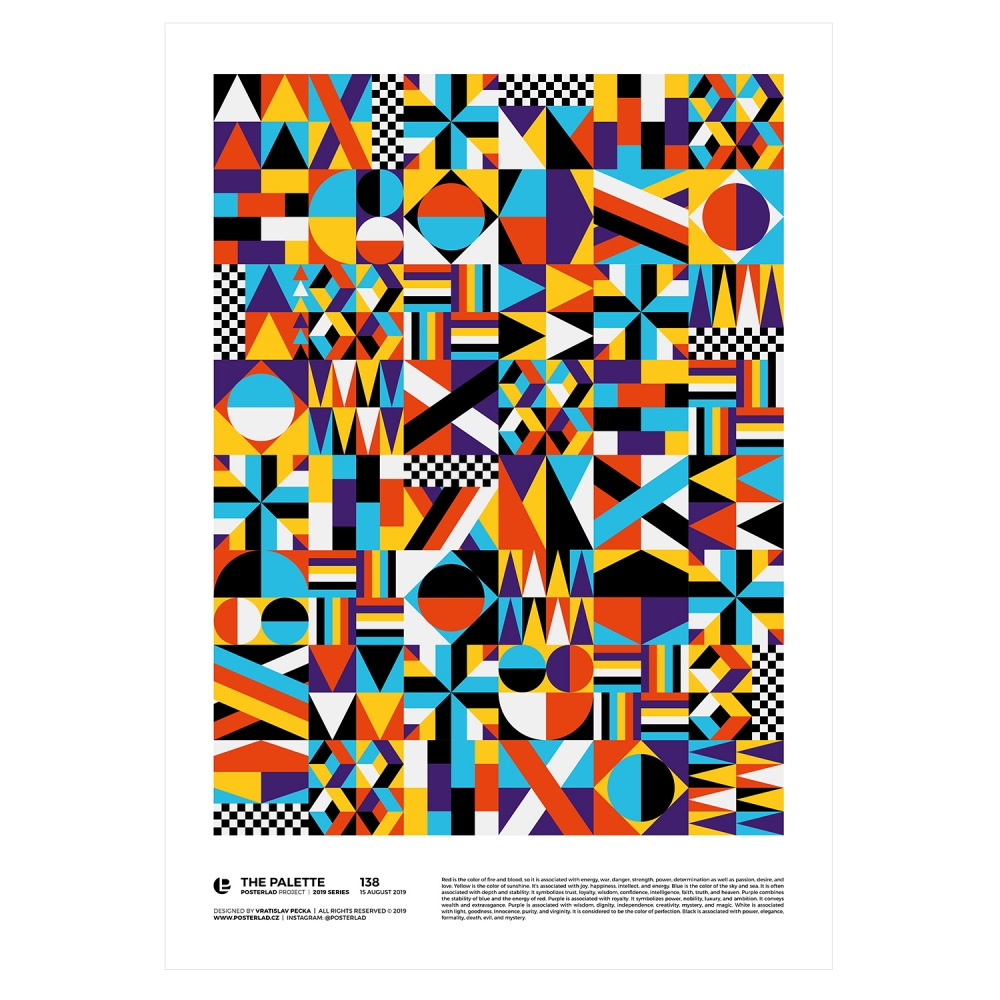 THE PALETTE
POSTERLAD PROJECT | 2019 SERIES
138
15 AUGUST 2019
DESIGNED BY VRATISLAV PECKA | ALL RIGHTS RESERVED © 2019
WWW.POSTERLAD.CZ | INSTAGRAM: @POSTERLAD
Red is the color of fire and blood, so it is associated with energy, war, danger, strength, power, determination as well as passion, desire, and
love. Yellow is the color of sunshine. It's associated with joy, happiness, intellect, and energy. Blue is the color of the sky and sea. It is often
associated with depth and stability. It symbolizes trust, loyalty, wisdom, confidence, intelligence, faith, truth, and heaven. Purple combines
the stability of blue and the energy of red. Purple is associated with royalty. It symbolizes power, nobility, luxury, and ambition. It conveys
wealth and extravagance. Purple is associated with wisdom, dignity, independence, creativity, mystery, and magic. White is associated
with light, goodness, innocence, purity, and virginity. It is considered to be the color of perfection. Black is associated with power, elegance,
formality, death, evil, and mystery.